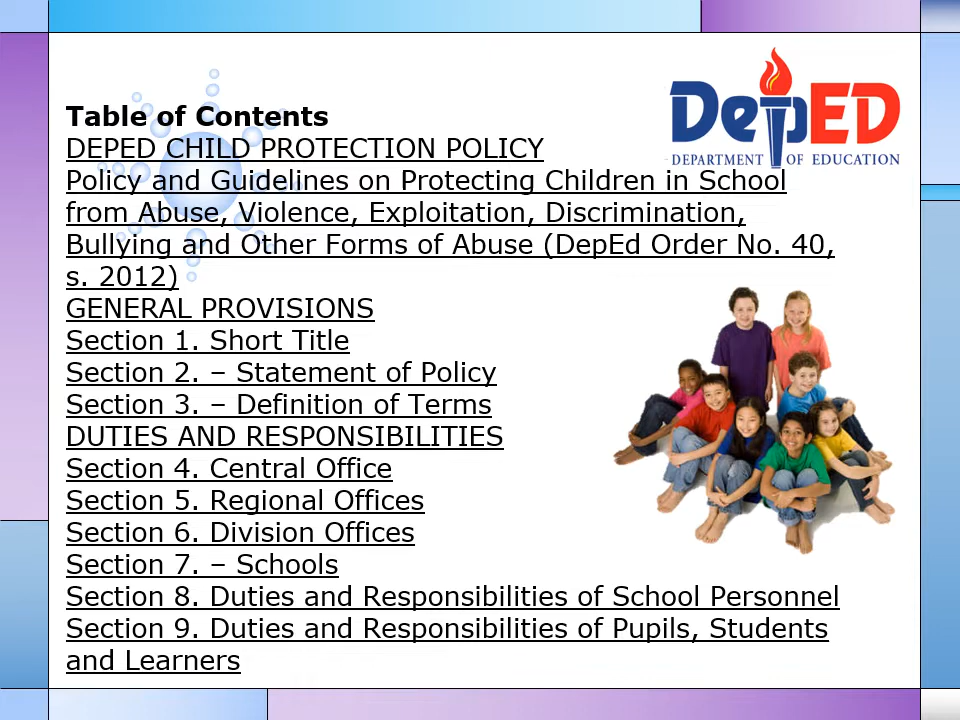 DepED
DEPARTMENT OF EDUCATION
Table of Contents
DEPED CHILD PROTECTION POLICY
Policy and Guidelines on Protecting Children in School
from Abuse, Violence, Exploitation, Discrimination,
Bullying and Other Forms of Abuse (DepEd Order No. 40,
s. 2012)
GENERAL PROVISIONS
Section 1. Short Title
Section 2. – Statement of Policy
Section 3. – Definition of Terms
DUTIES AND RESPONSIBILITIES
Section 4. Central Office
Section 5. Regional Offices
Section 6. Division Offices
Section 7. – Schools
Section 8. Duties and Responsibilities of School Personnel
Section 9. Duties and Responsibilities of Pupils, Students
and Learners